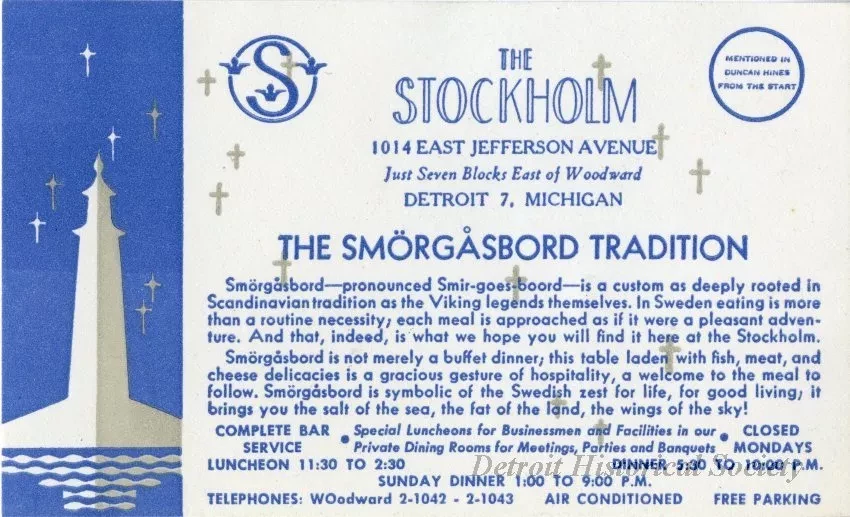 S
THE
STOCKHOLM
MENTIONED IN
DUNCAN HINES
FROM THE START
1014 EAST JEFFERSON AVENUE
Just Seven Blocks East of Woodward
DETROIT 7, MICHIGAN
THE SMÖRGÅSBORD TRADITION
Smörgåsbord—pronounced Smir-goes-boord—is a custom as deeply rooted in
Scandinavian tradition as the Viking legends themselves. In Sweden eating is more
than a routine necessity; each meal is approached as if it were a pleasant adven-
ture. And that, indeed, is what we hope you will find it here at the Stockholm.
Smörgåsbord is not merely a buffet dinner; this table laden with fish, meat, and
cheese delicacies is a gracious gesture of hospitality, a welcome to the meal to
follow. Smörgåsbord is symbolic of the Swedish zest for life, for good living; it
brings you the salt of the sea, the fat of the land, the wings of the sky!
COMPLETE BAR
SERVICE
• Special Luncheons for Businessmen and Facilities in our •
Private Dining Rooms for Meetings, Parties and Banquets
CLOSED
MONDAYS
LUNCHEON 11:30 TO 2:30 DINNER 5:30 TO 10:00 P.M.
Detroit Historical Society
SUNDAY DINNER 1:00 TO 9:00 P.M.
TELEPHONES: WOodward 2-1042 - 2-1043 AIR CONDITIONED FREE PARKING